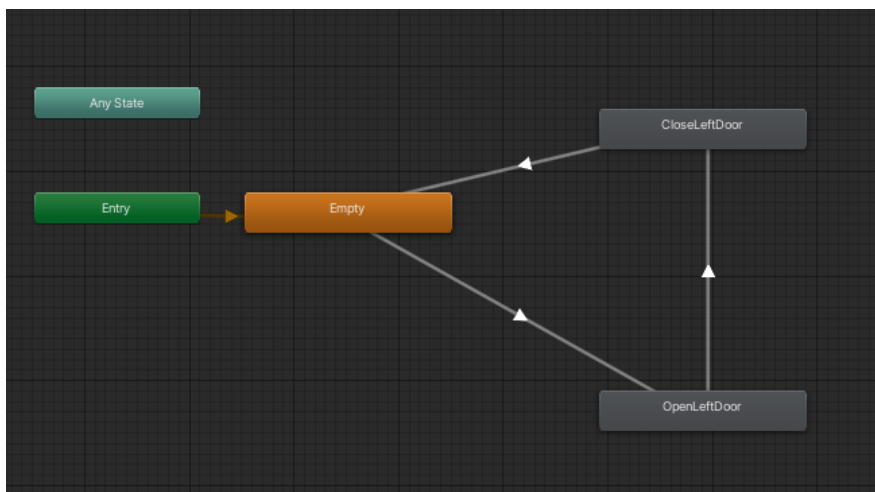 Any State
CloseLeftDoor
Entry
Empty
OpenLeftDoor